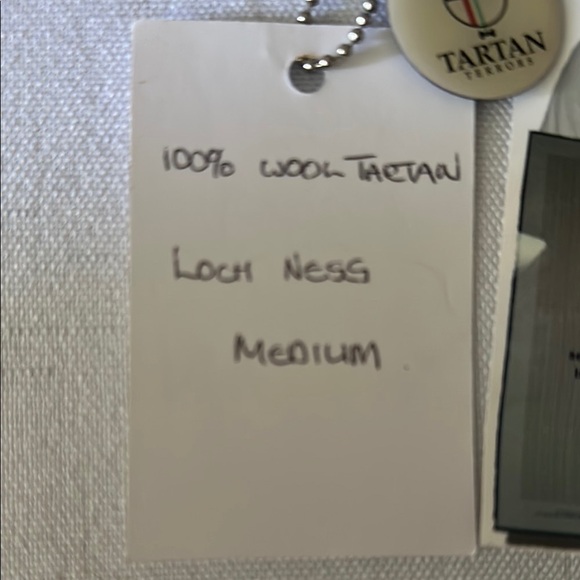 TARTAN
TERRORS
100% WOOL TARTAN
LOCH NESS
MEDIUM